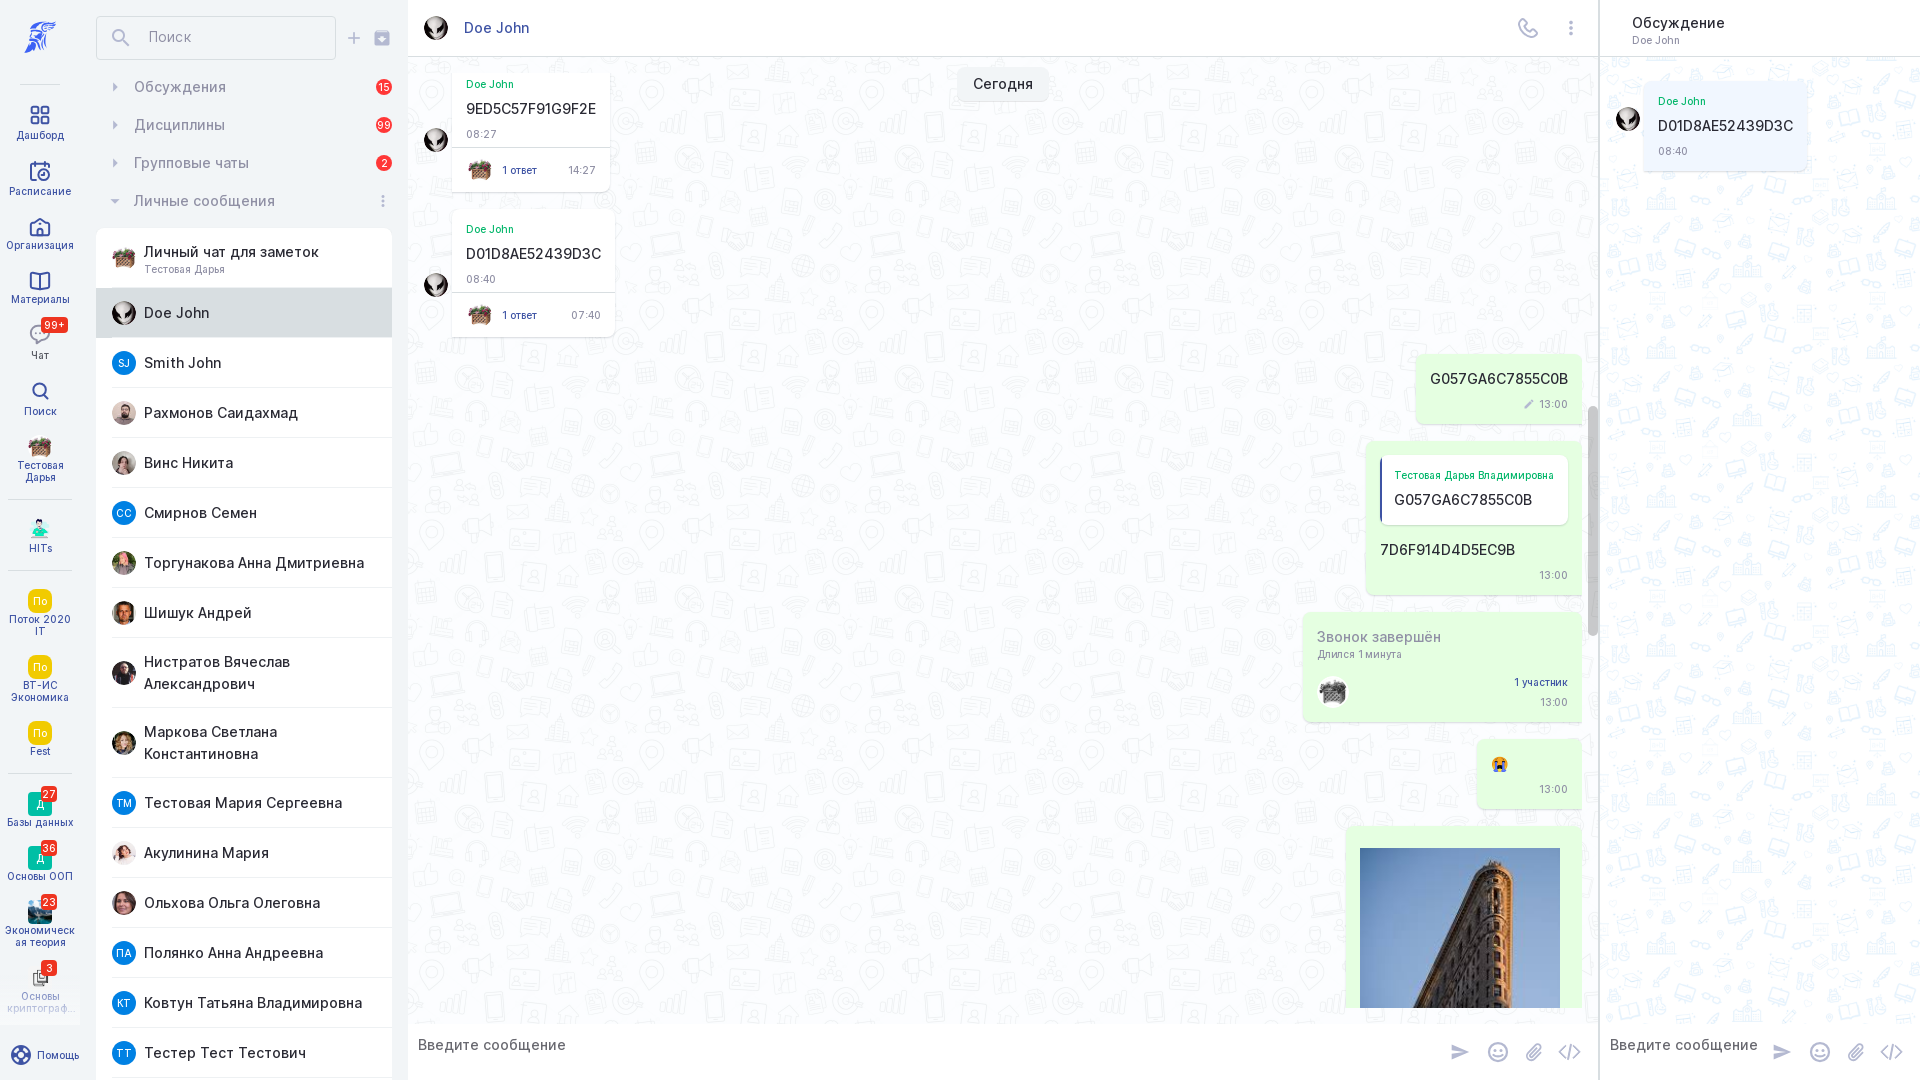 Дашборд
Расписание
Организация
Материалы
99+
Чат
Поиск
Тестовая
Дарья
HITs
По
Поток 2020
IT
По
ВТ-ИС
Экономика
По
Fest
27
Д
Базы данных
36
Д
Основы ООП
23
Экономическ
ая теория
3
Основы
криптограф...
Помощь
Поиск
Обсуждения
15
Дисциплины
99
Групповые чаты
2
Личные сообщения
Личный чат для заметок
Тестовая Дарья
Doe John
SJ
Smith John
Рахмонов Саидахмад
Винс Никита
СС
Смирнов Семен
Торгунакова Анна Дмитриевна
Шишук Андрей
Нистратов Вячеслав
Александрович
Маркова Светлана
Константиновна
ТМ
Тестовая Мария Сергеевна
Акулинина Мария
Ольхова Ольга Олеговна
ПА
Полянко Анна Андреевна
КТ
Ковтун Татьяна Владимировна
ТТ
Тестер Тест Тестович
Doe John
Сегодня
Doe John
9ED5C57F91G9F2E
08:27
1 ответ
14:27
Doe John
D01D8AE52439D3C
08:40
1 ответ
07:40
G057GA6C7855C0B
13:00
Тестовая Дарья Владимировна
G057GA6C7855C0B
7D6F914D4D5EC9B
13:00
Звонок завершён
Длился 1 минута
1 участник
13:00
13:00
Введите сообщение
Обсуждение
Doe John
Doe John
D01D8AE52439D3C
08:40
Введите сообщение